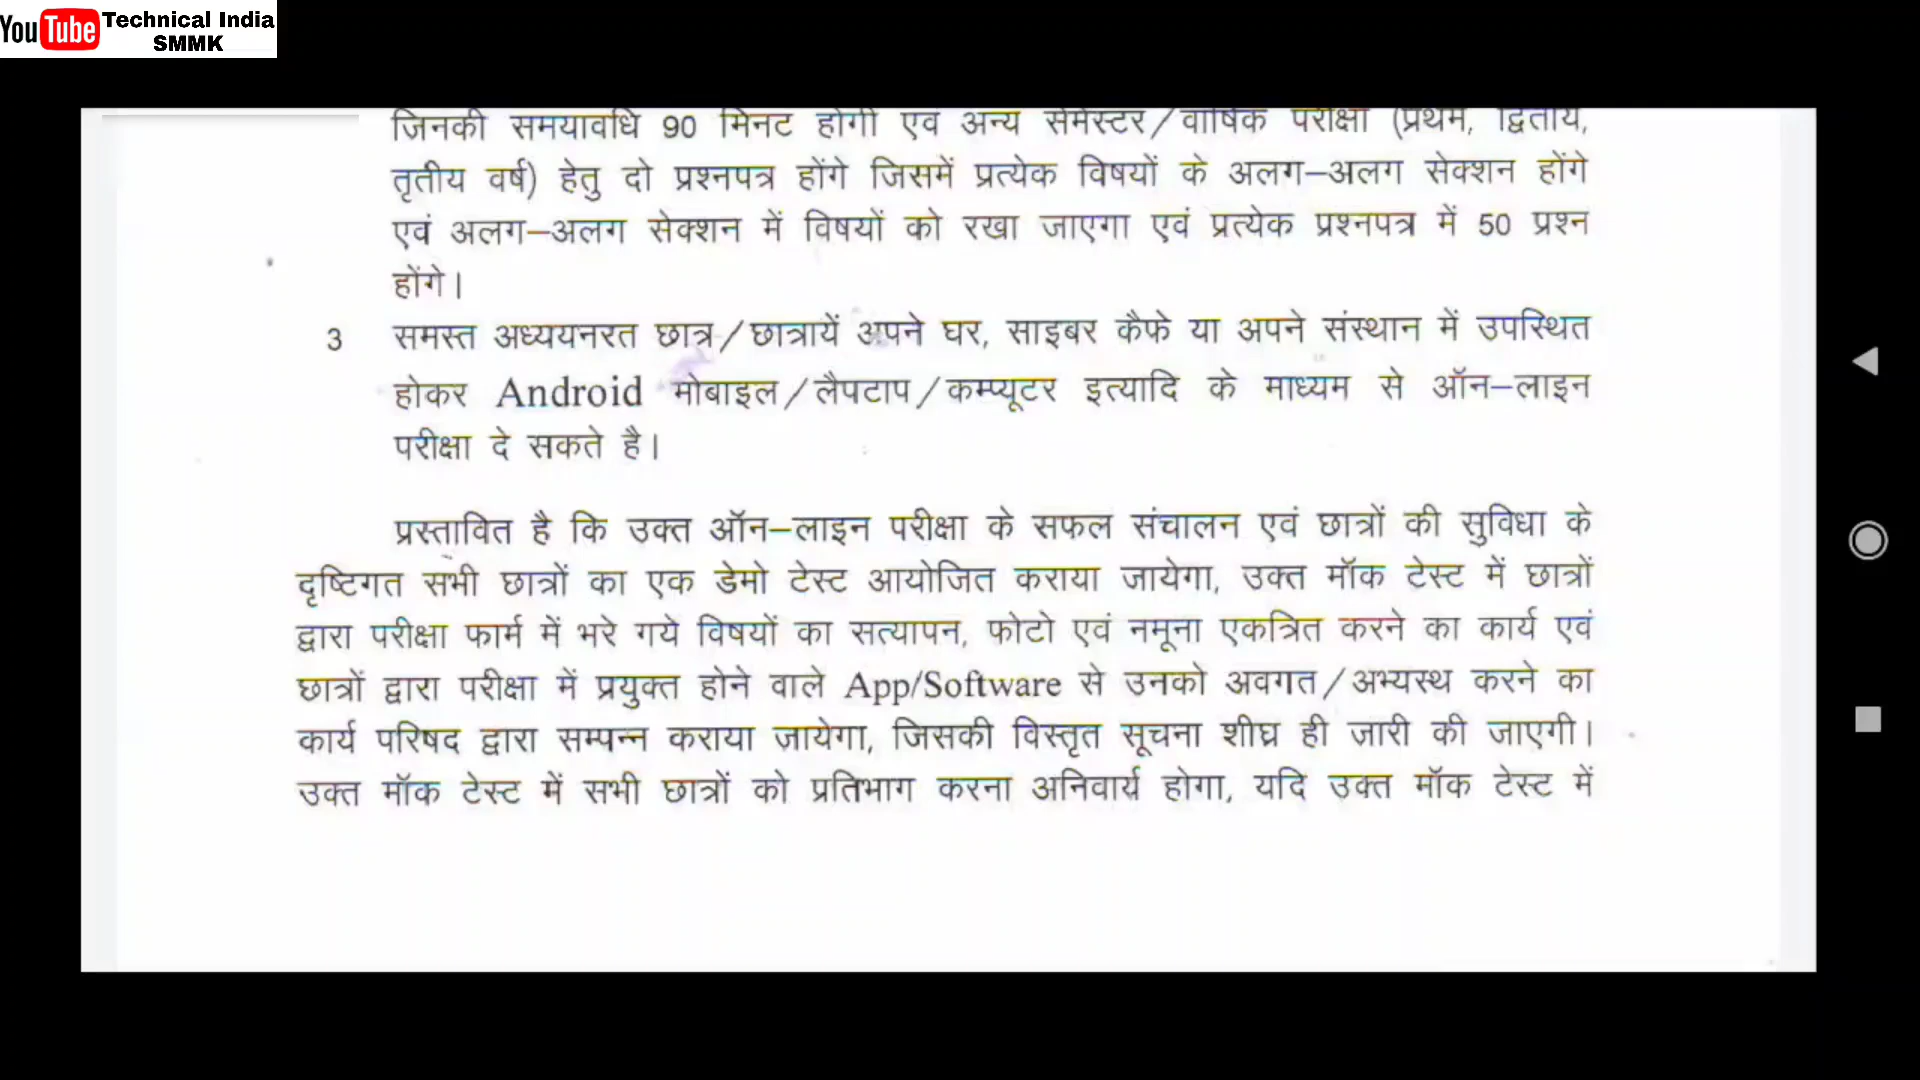 YouTube Technical India
SMMK
जिनकी समयावधि 90 मिनट होगी एवं अन्य सेमेस्टर/वार्षिक परीक्षा (प्रथम, द्वितीय,
तृतीय वर्ष) हेतु दो प्रश्नपत्र होंगे जिसमें प्रत्येक विषयों के अलग–अलग सेक्शन होंगे
एवं अलग–अलग सेक्शन में विषयों को रखा जाएगा एवं प्रत्येक प्रश्नपत्र में 50 प्रश्न
होंगे।
3 समस्त अध्ययनरत छात्र/छात्रायें अपने घर, साइबर कैफे या अपने संस्थान में उपस्थित
होकर Android मोबाइल/लैपटाप/कम्प्यूटर इत्यादि के माध्यम से ऑन–लाइन
परीक्षा दे सकते है।
प्रस्तावित है कि उक्त ऑन–लाइन परीक्षा के सफल संचालन एवं छात्रों की सुविधा के
दृष्टिगत सभी छात्रों का एक डेमो टेस्ट आयोजित कराया जायेगा, उक्त मॉक टेस्ट में छात्रों
द्वारा परीक्षा फार्म में भरे गये विषयों का सत्यापन, फोटो एवं नमूना एकत्रित करने का कार्य एवं
छात्रों द्वारा परीक्षा में प्रयुक्त होने वाले App/Software से उनको अवगत/अभ्यस्थ करने का
कार्य परिषद द्वारा सम्पन्न कराया जायेगा, जिसकी विस्तृत सूचना शीघ्र ही जारी की जाएगी।
उक्त मॉक टेस्ट में सभी छात्रों को प्रतिभाग करना अनिवार्य होगा, यदि उक्त मॉक टेस्ट में